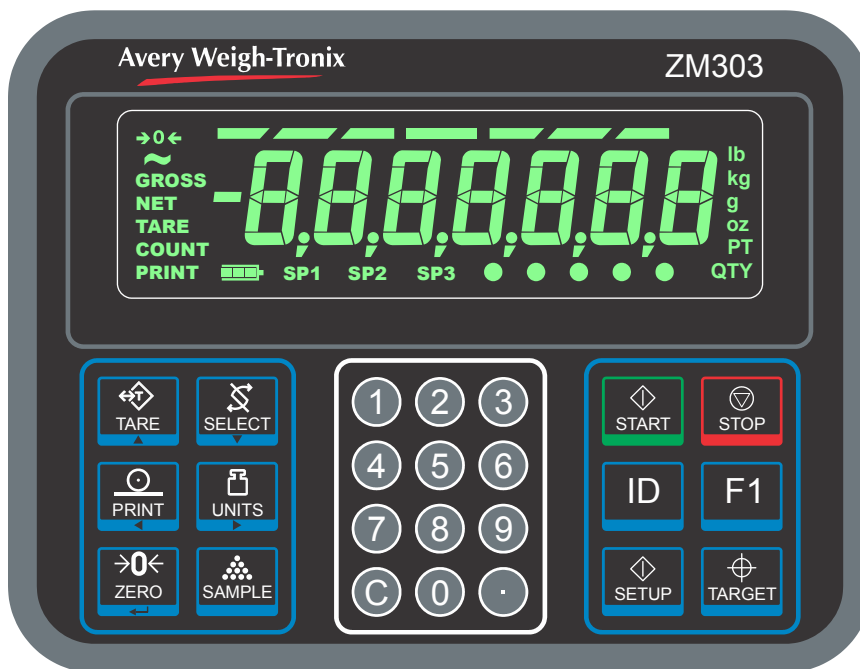 Avery Weigh-Tronix
ZM303
→0←
~
GROSS
NET
TARE
COUNT
PRINT
-8,8,8,8,8,8,8
lb
kg
g
oz
PT
QTY
SP1 SP2 SP3
TARE SELECT
PRINT UNITS
→0← ZERO SAMPLE
1 2 3
4 5 6
7 8 9
C 0 .
START STOP
ID F1
SETUP TARGET